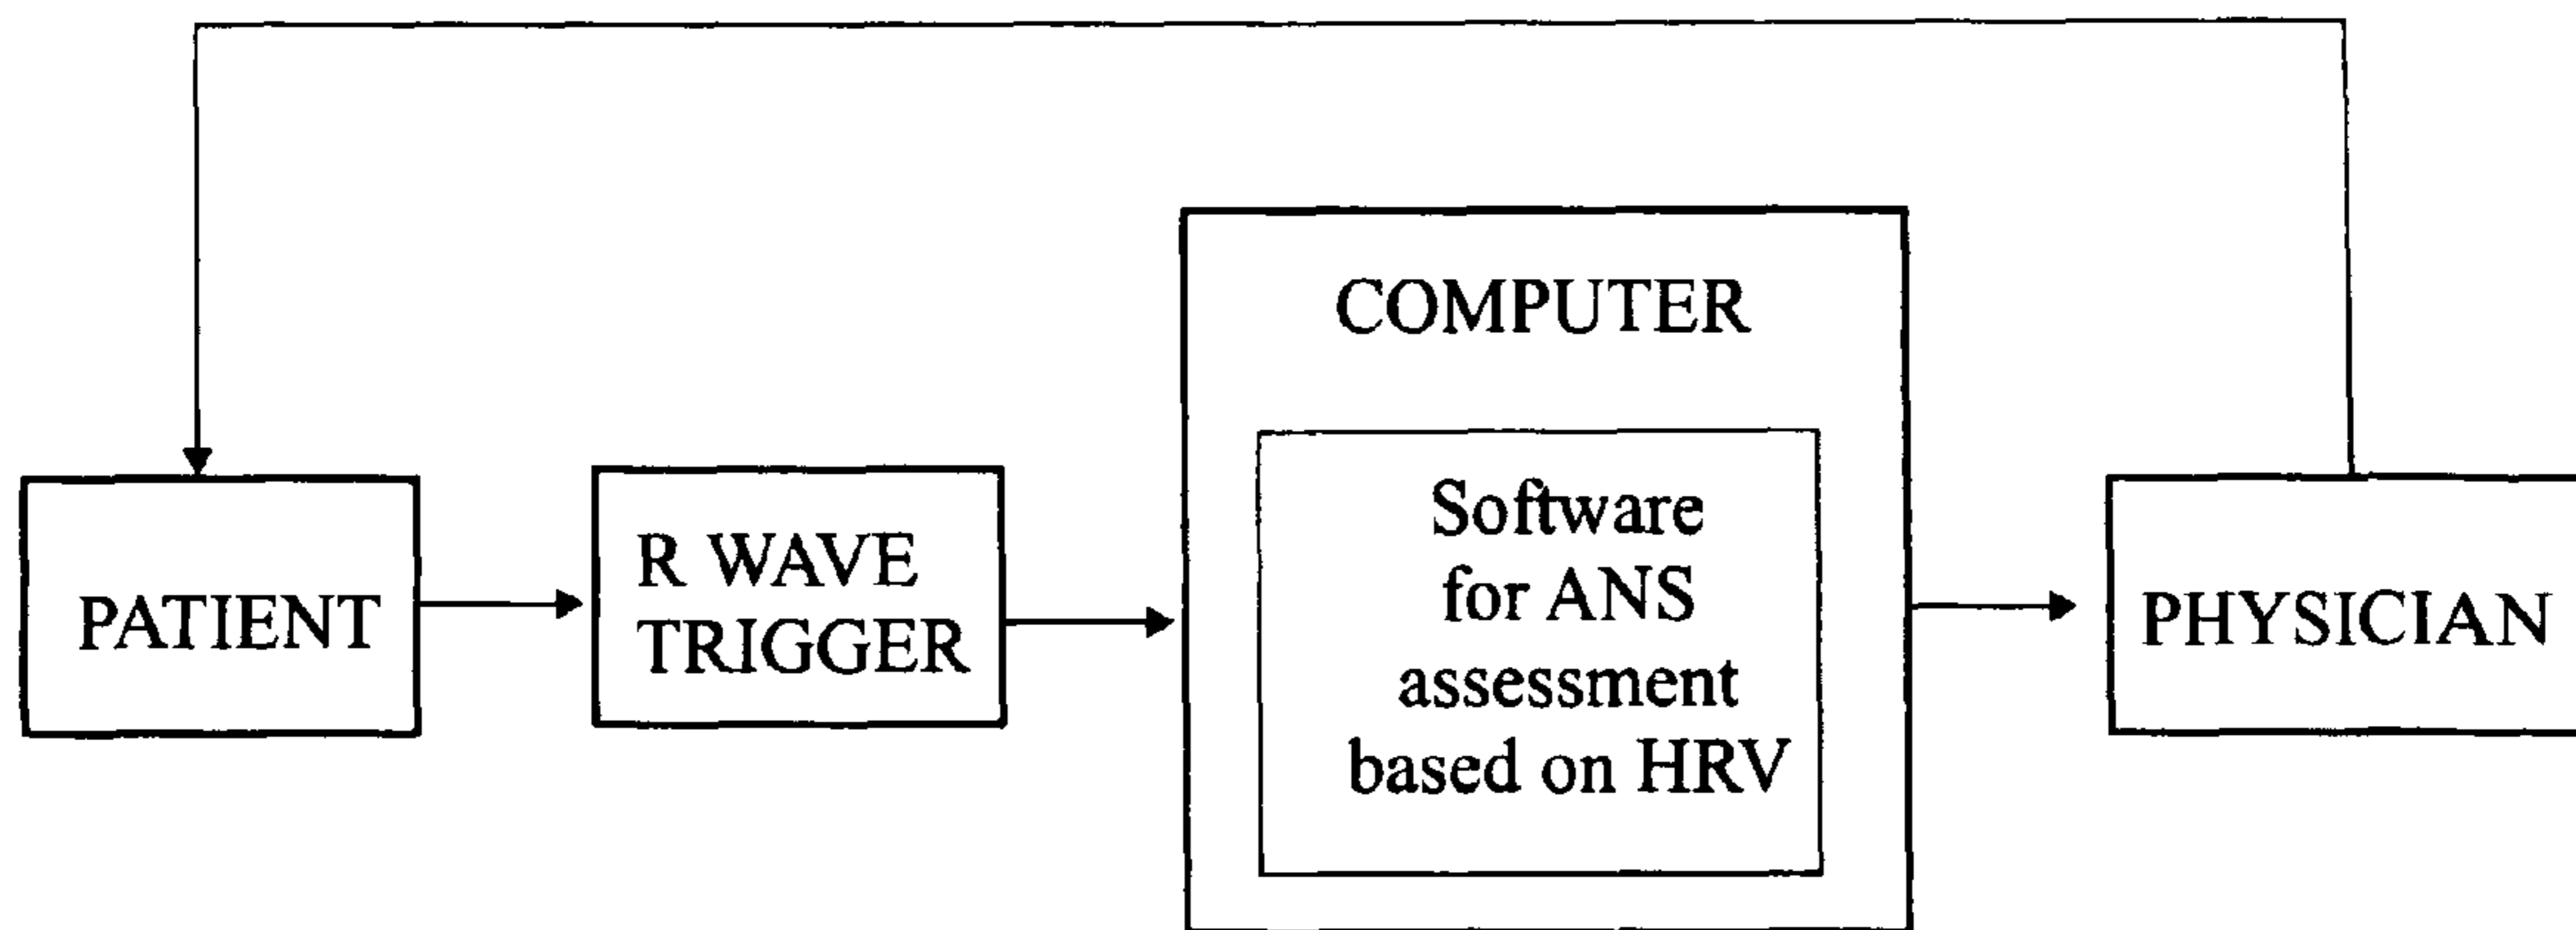 PATIENT
R WAVE
TRIGGER
COMPUTER
Software
for ANS
assessment
based on HRV
PHYSICIAN